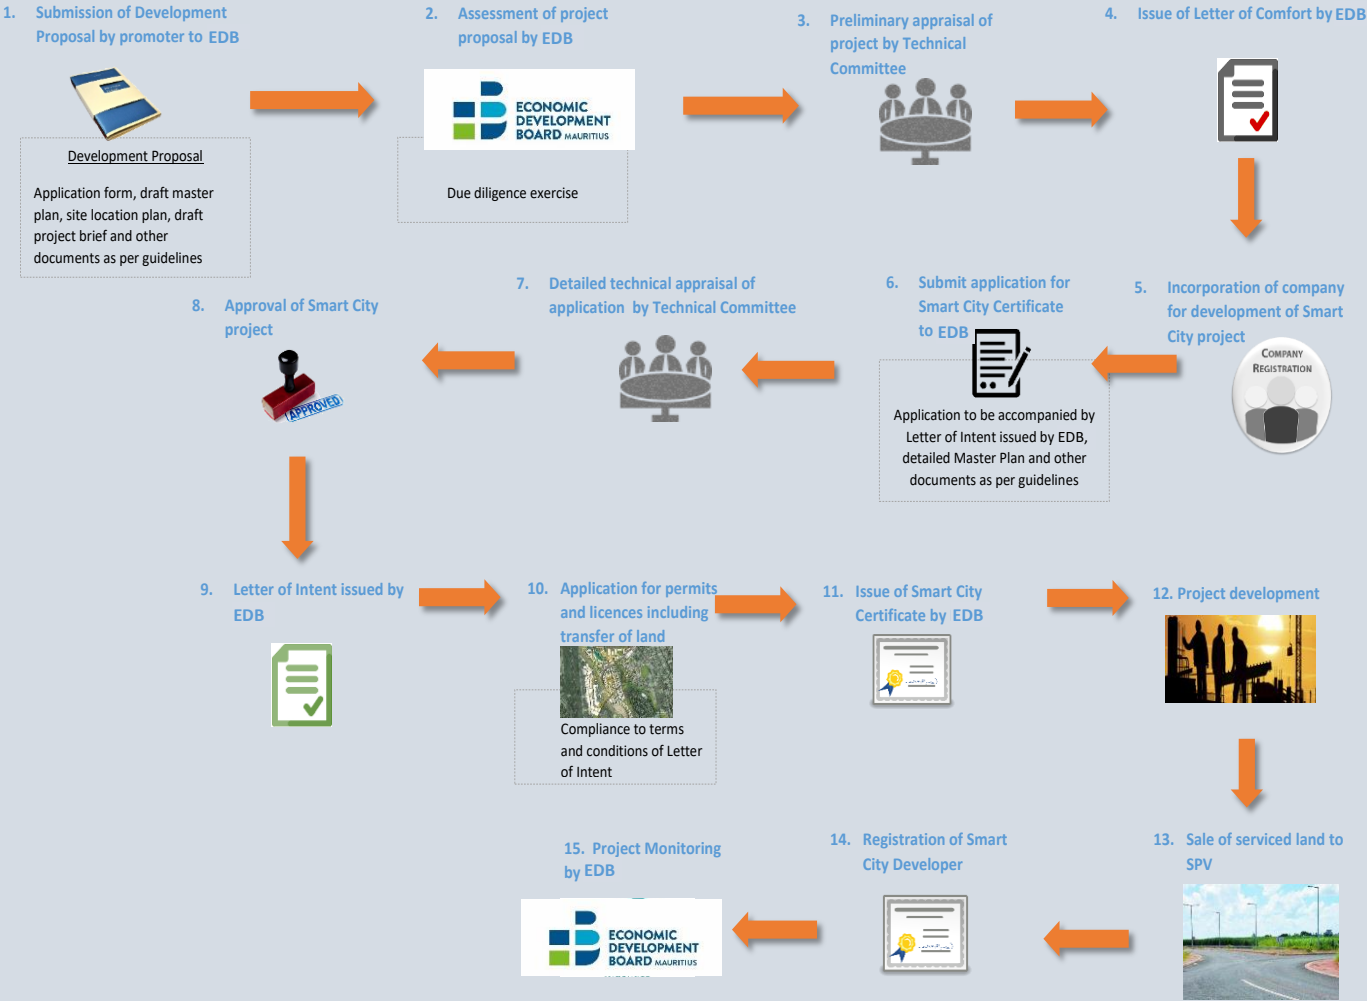 1. Submission of Development
Proposal by promoter to EDB
Development Proposal
Application form, draft master
plan, site location plan, draft
project brief and other
documents as per guidelines
2. Assessment of project
proposal by EDB
ECONOMIC
DEVELOPMENT
BOARD MAURITIUS
Due diligence exercise
3. Preliminary appraisal of
project by Technical
Committee
4. Issue of Letter of Comfort by EDB
5. Incorporation of company
for development of Smart
City project
COMPANY
REGISTRATION
6. Submit application for
Smart City Certificate
to EDB
Application to be accompanied by
Letter of Intent issued by EDB,
detailed Master Plan and other
documents as per guidelines
7. Detailed technical appraisal of
application by Technical Committee
8. Approval of Smart City
project
APPROVED
9. Letter of Intent issued by
EDB
10. Application for permits
and licences including
transfer of land
Compliance to terms
and conditions of Letter
of Intent
11. Issue of Smart City
Certificate by EDB
12. Project development
13. Sale of serviced land to
SPV
14. Registration of Smart
City Developer
15. Project Monitoring
by EDB
ECONOMIC
DEVELOPMENT
BOARD MAURITIUS